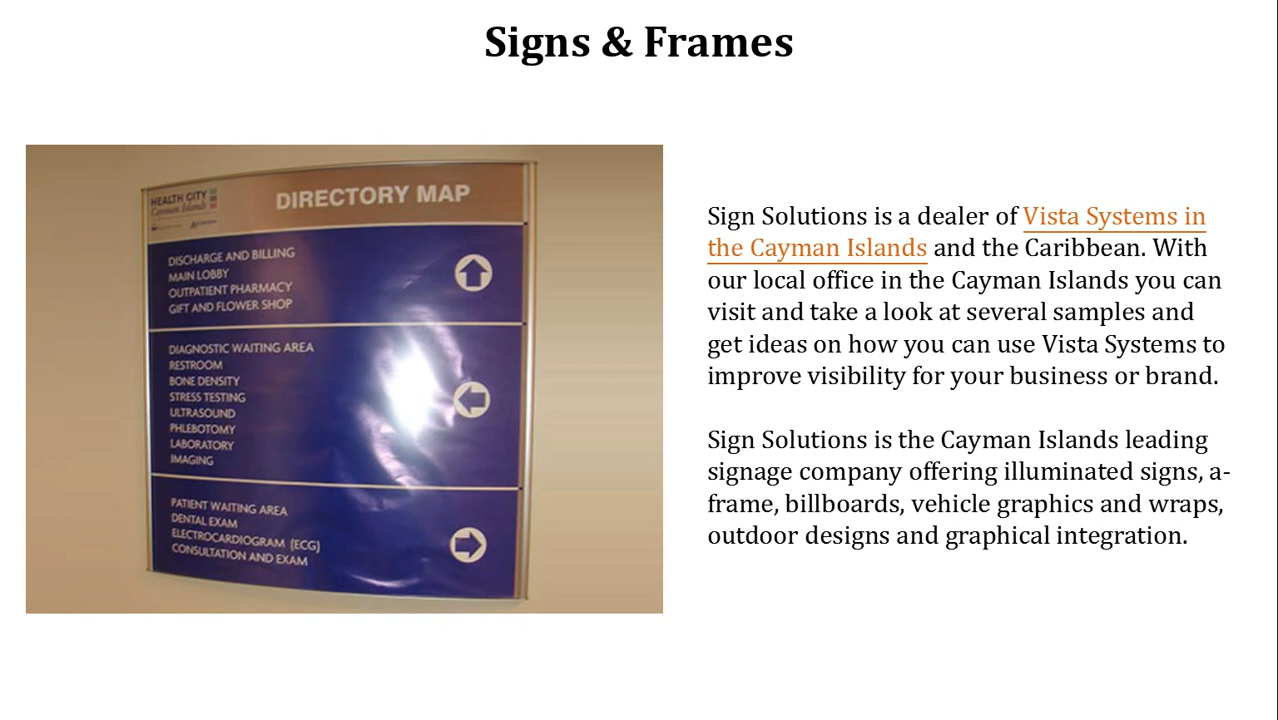 Signs & Frames
HEALTH CITY
Cayman Islands
DIRECTORY MAP
DISCHARGE AND BILLING
MAIN LOBBY
OUTPATIENT PHARMACY
GIFT AND FLOWER SHOP
DIAGNOSTIC WAITING AREA
RESTROOM
BONE DENSITY
STRESS TESTING
ULTRASOUND
PHLEBOTOMY
LABORATORY
IMAGING
PATIENT WAITING AREA
DENTAL EXAM
ELECTROCARDIOGRAM (ECG)
CONSULTATION AND EXAM
Sign Solutions is a dealer of Vista Systems in
the Cayman Islands and the Caribbean. With
our local office in the Cayman Islands you can
visit and take a look at several samples and
get ideas on how you can use Vista Systems to
improve visibility for your business or brand.
Sign Solutions is the Cayman Islands leading
signage company offering illuminated signs, a-
frame, billboards, vehicle graphics and wraps,
outdoor designs and graphical integration.